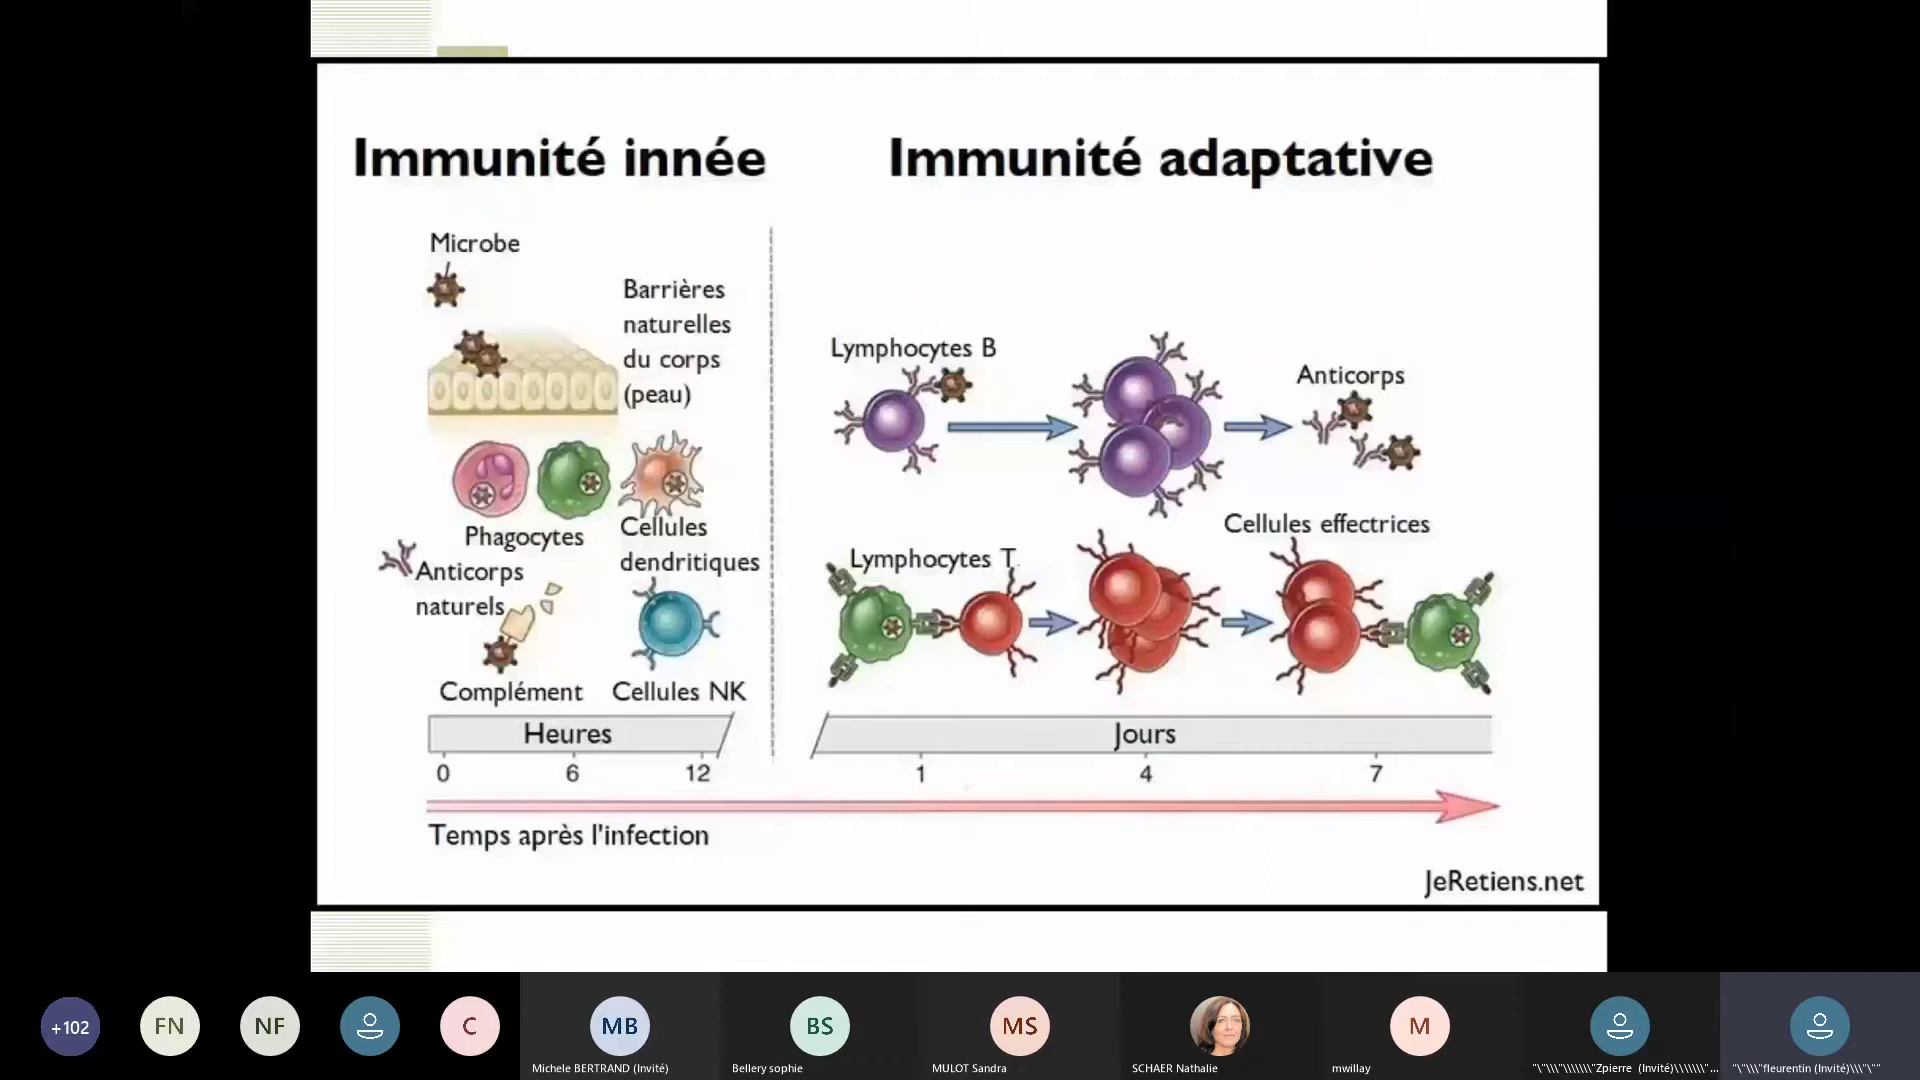 Immunité innée
Immunité adaptative
Microbe
Barrières
naturelles
du corps
(peau)
Phagocytes
Cellules
dendritiques
Anticorps
naturels
Complément
Cellules NK
Lymphocytes B
Anticorps
Cellules effectrices
Lymphocytes T
Heures
Jours
0 6 12
1 4 7
Temps après l'infection
JeRetiens.net
+102
FN
NF
C
MB
BS
MS
M
Michele BERTRAND (Invité)
Bellery sophie
MULOT Sandra
SCHAER Nathalie
mwillay
"\"\\\"\\\\\\\"Zpierre (Invité)\\\\\\\"...
"\"\\\"fleurentin (Invité)\\\"\""